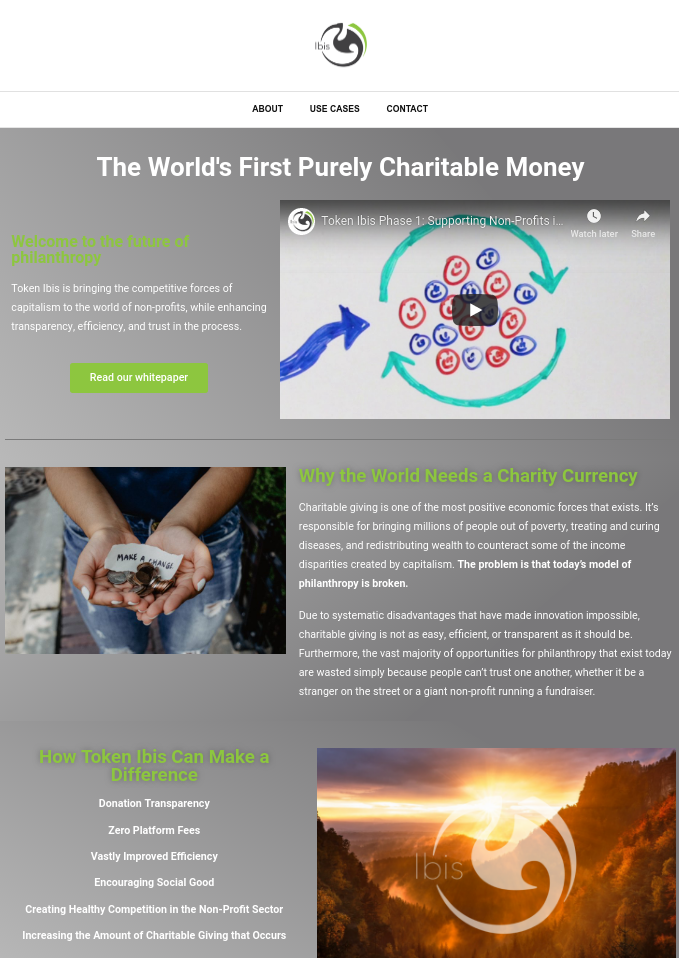 Ibis
ABOUT USE CASES CONTACT
The World's First Purely Charitable Money
Welcome to the future of
philanthropy
Token Ibis is bringing the competitive forces of
capitalism to the world of non-profits, while enhancing
transparency, efficiency, and trust in the process.
Read our whitepaper
Token Ibis Phase 1: Supporting Non-Profits i...
Watch later
Share
MAKE A CHANGE
Why the World Needs a Charity Currency
Charitable giving is one of the most positive economic forces that exists. It's
responsible for bringing millions of people out of poverty, treating and curing
diseases, and redistributing wealth to counteract some of the income
disparities created by capitalism. The problem is that today's model of
philanthropy is broken.
Due to systematic disadvantages that have made innovation impossible,
charitable giving is not as easy, efficient, or transparent as it should be.
Furthermore, the vast majority of opportunities for philanthropy that exist today
are wasted simply because people can't trust one another, whether it be a
stranger on the street or a giant non-profit running a fundraiser.
How Token Ibis Can Make a
Difference
Donation Transparency
Zero Platform Fees
Vastly Improved Efficiency
Encouraging Social Good
Creating Healthy Competition in the Non-Profit Sector
Increasing the Amount of Charitable Giving that Occurs
Ibis